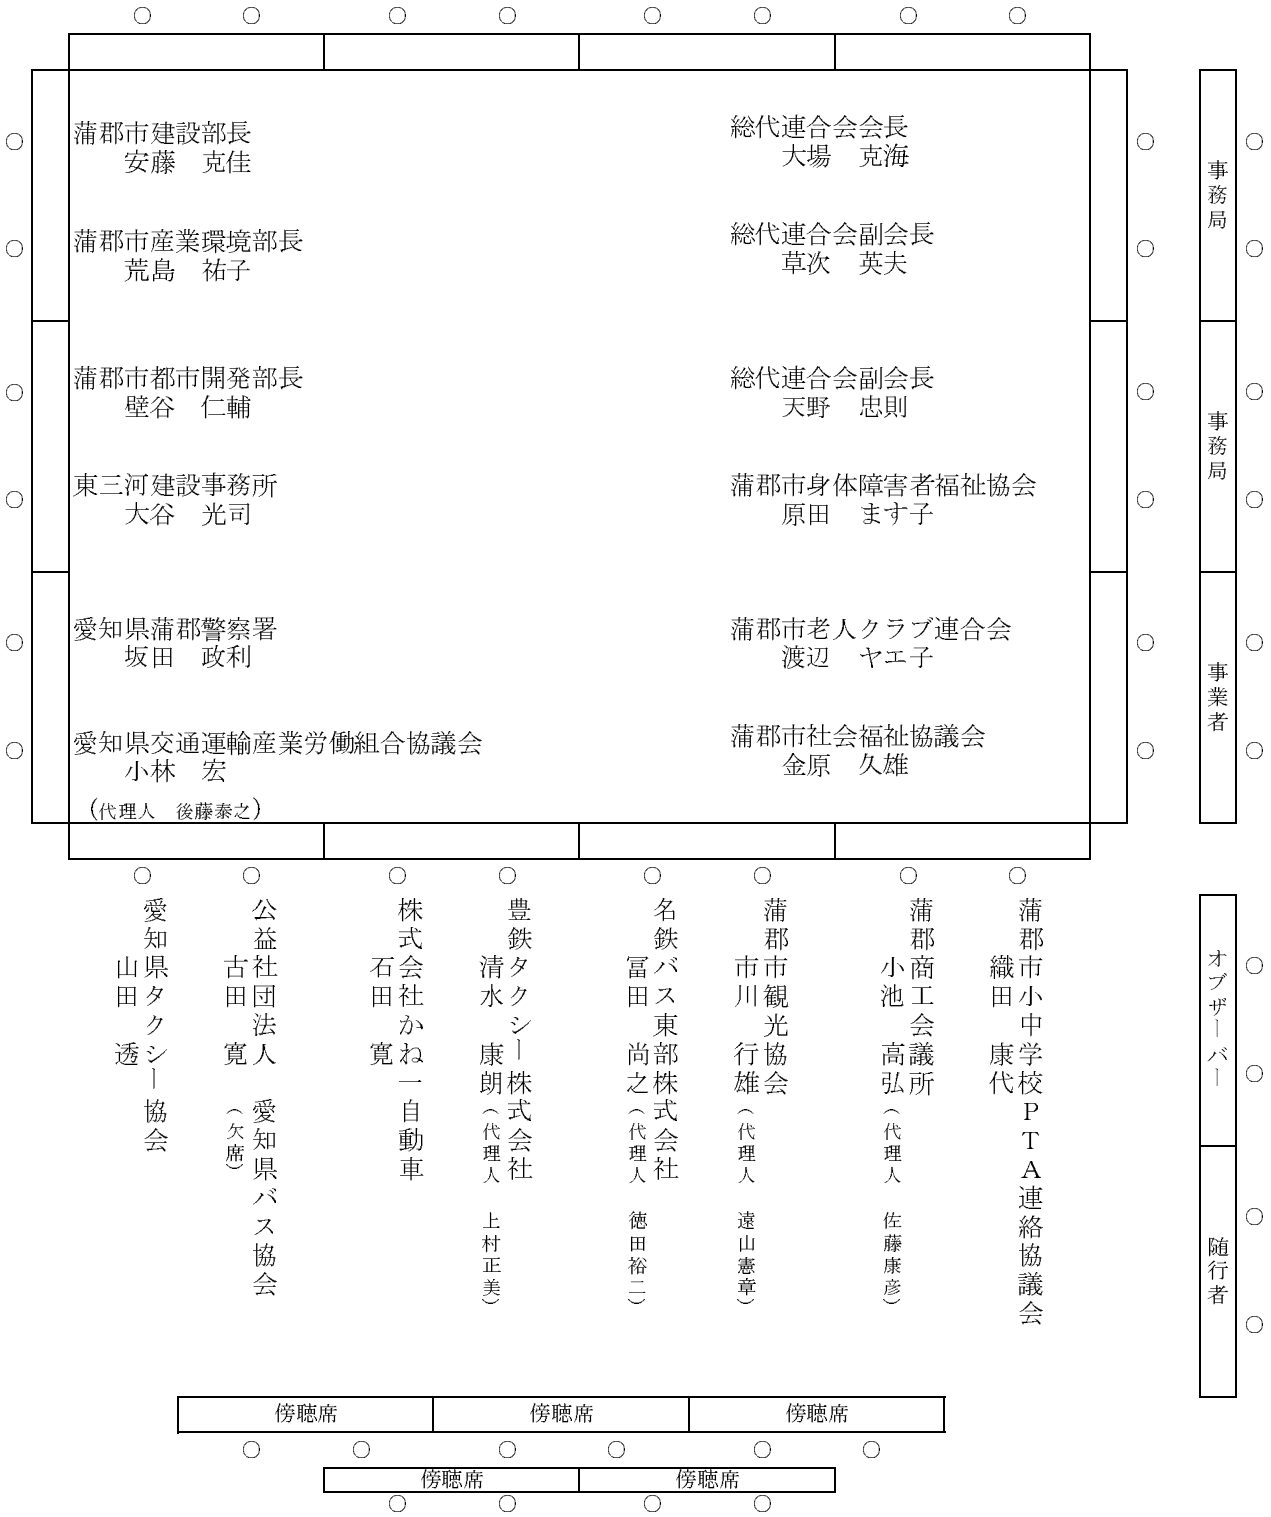 蒲郡市建設部長
安藤　克佳
蒲郡市産業環境部長
荒島　祐子
蒲郡市都市開発部長
壁谷　仁輔
東三河建設事務所
大谷　光司
愛知県蒲郡警察署
坂田　政利
愛知県交通運輸産業労働組合協議会
小林　宏
（代理人　後藤泰之）
総代連合会会長
大場　克海
総代連合会副会長
草次　英夫
総代連合会副会長
天野　忠則
蒲郡市身体障害者福祉協会
原田　ます子
蒲郡市老人クラブ連合会
渡辺　ヤエ子
蒲郡市社会福祉協議会
金原　久雄
事務局
事務局
事業者
蒲郡市小中学校ＰＴＡ連絡協議会
織田　康代
蒲郡商工会議所
小池　高弘（代理人　佐藤康彦）
蒲郡市観光協会
市川　行雄（代理人　遠山憲章）
名鉄バス東部株式会社
冨田　尚之（代理人　徳田裕二）
豊鉄タクシー株式会社
清水　康朗（代理人　上村正美）
株式会社かね一自動車
石田　寛
公益社団法人　愛知県バス協会
古田　寛　（欠席）
愛知県タクシー協会
山田　透
オブザーバー
随行者
傍聴席
傍聴席
傍聴席
傍聴席
傍聴席